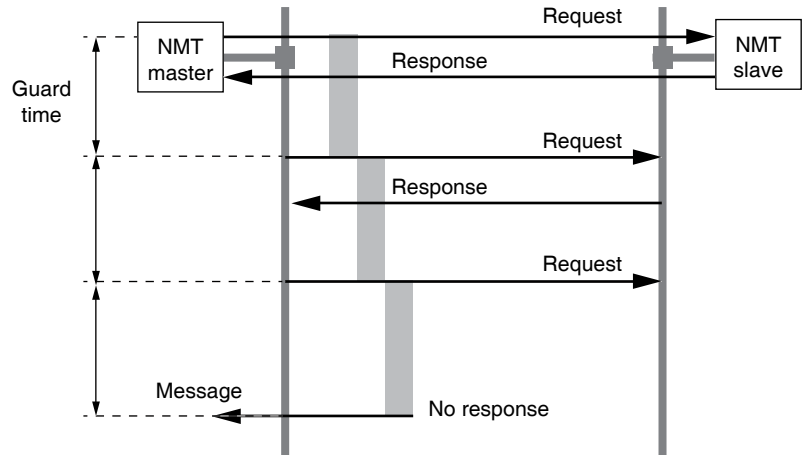 Request
NMT
master
NMT
slave
Response
Guard
time
Request
Response
Request
Message
No response